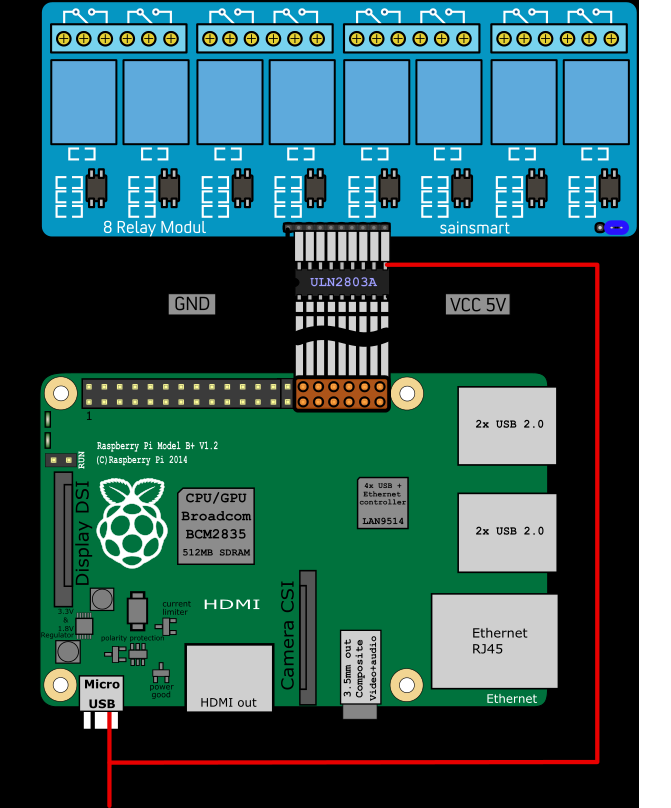 8 Relay Modul
sainsmart
ULN2803A
GND
VCC 5V
1
2x USB 2.0
Raspberry Pi Model B+ V1.2
(C)Raspberry Pi 2014
RUN
CPU/GPU
Broadcom
BCM2835
512MB SDRAM
4x USB +
Ethernet
controller
LAN9514
Display DSI
2x USB 2.0
3.3V
&
1.8V
Regulator
current
limiter
polarity protection
HDMI
Camera CSI
3.5mm out
Composite
Video+audio
Ethernet
RJ45
power
good
Micro
USB
HDMI out
Ethernet